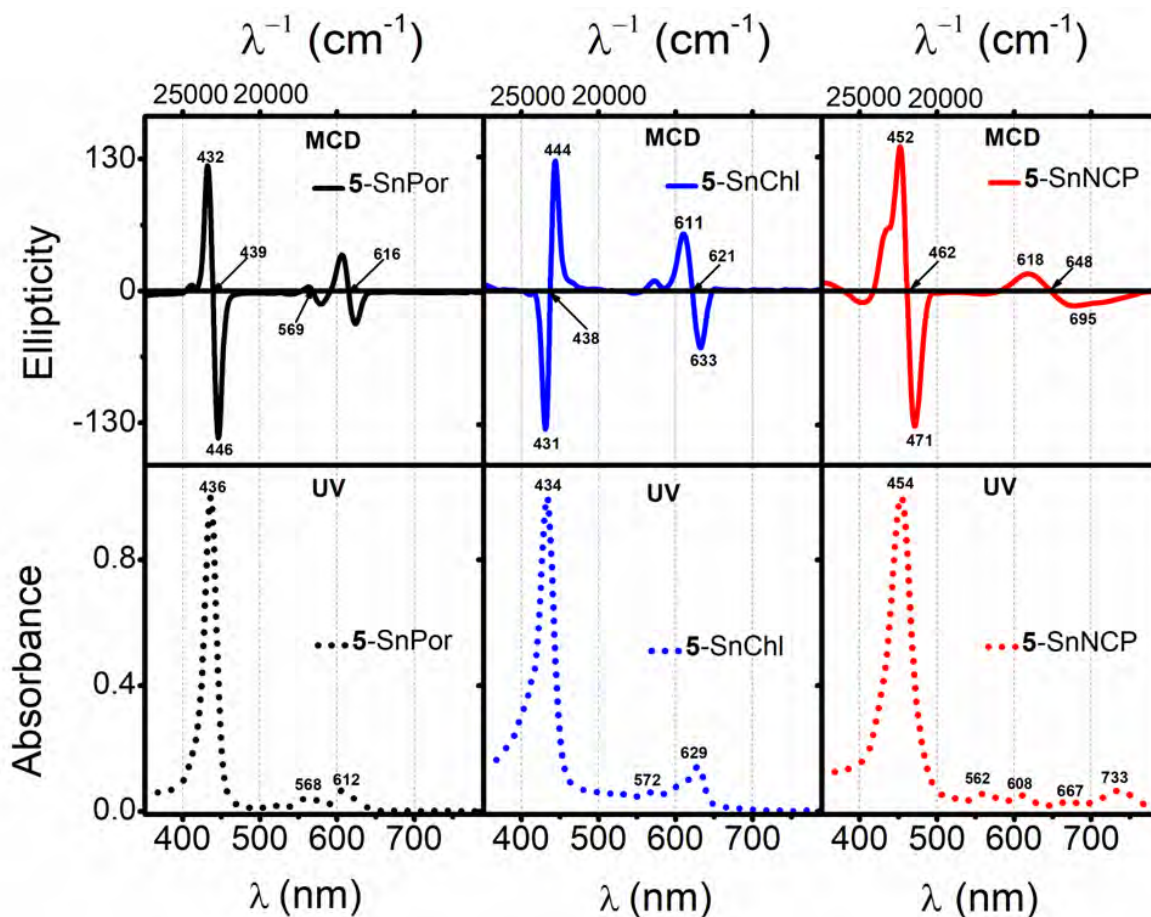 λ⁻¹ (cm⁻¹) λ⁻¹ (cm⁻¹) λ⁻¹ (cm⁻¹)
25000 20000 25000 20000 25000 20000
Ellipticity
130
0
-130
MCD
5-SnPor
432
439
616
569
446
MCD
5-SnChl
444
611
621
438
633
431
MCD
5-SnNCP
452
462
618
648
695
471
Absorbance
0.8
0.4
0.0
UV
436
5-SnPor
568
612
UV
434
5-SnChl
572
629
UV
454
5-SnNCP
562
608
667
733
400 500 600 700 400 500 600 700 400 500 600 700
λ (nm) λ (nm) λ (nm)